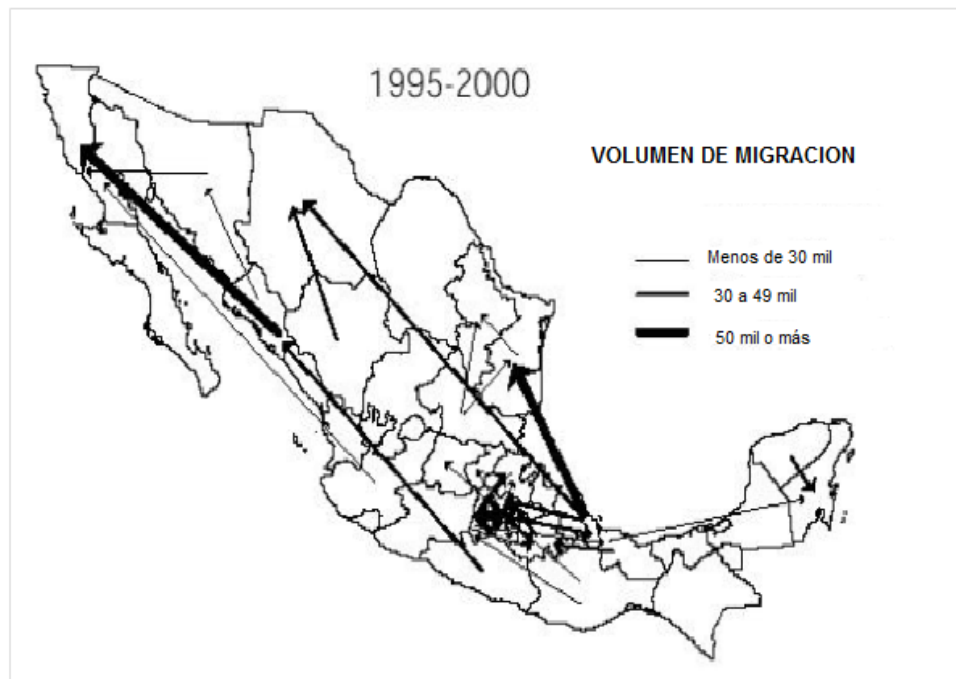 1995-2000
VOLUMEN DE MIGRACION
Menos de 30 mil
30 a 49 mil
50 mil o más